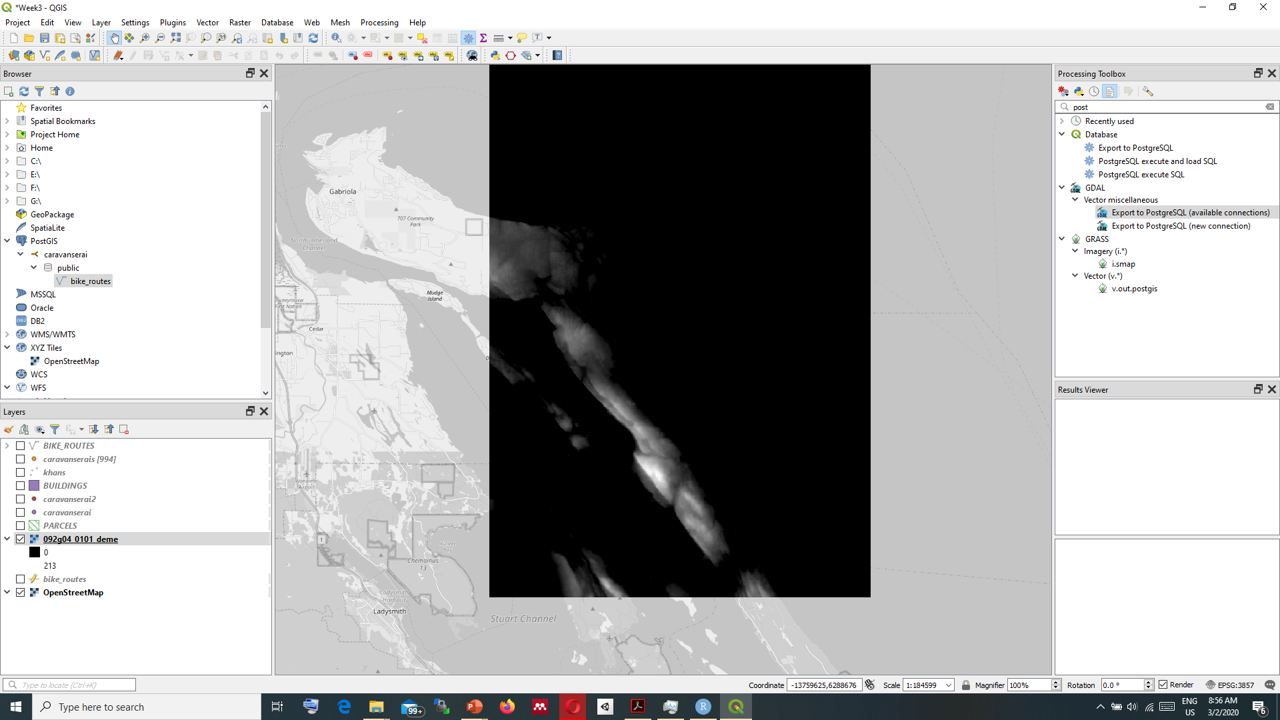 *Week3 - QGIS
Project Edit View Layer Settings Plugins Vector Raster Database Web Mesh Processing Help
Browser
Favorites
Spatial Bookmarks
Project Home
Home
C:\
E:\
F:\
G:\
GeoPackage
SpatiaLite
PostGIS
caravanserai
public
bike_routes
MSSQL
Oracle
DB2
WMS/WMTS
XYZ Tiles
OpenStreetMap
WCS
WFS
Layers
BIKE_ROUTES
caravanserais [994]
khans
BUILDINGS
caravanserai2
caravanserai
PARCELS
092g04_0101_deme
0
213
bike_routes
OpenStreetMap
Gabriola
707 Community
Park
Northumberland
Channel
Mudge
Island
Cedar
Chemainus
13
Ladysmith
Stuart Channel
1
Processing Toolbox
post
Recently used
Database
Export to PostgreSQL
PostgreSQL execute and load SQL
PostgreSQL execute SQL
GDAL
Vector miscellaneous
Export to PostgreSQL (available connections)
Export to PostgreSQL (new connection)
GRASS
Imagery (i.*)
i.smap
Vector (v.*)
v.out.postgis
Results Viewer
Type to locate (Ctrl+K)
Coordinate -13759625,6288676 Scale 1:184599 Magnifier 100% Rotation 0.0 ° Render EPSG:3857
Type here to search
99+
ENG
US
8:56 AM
3/2/2020
6